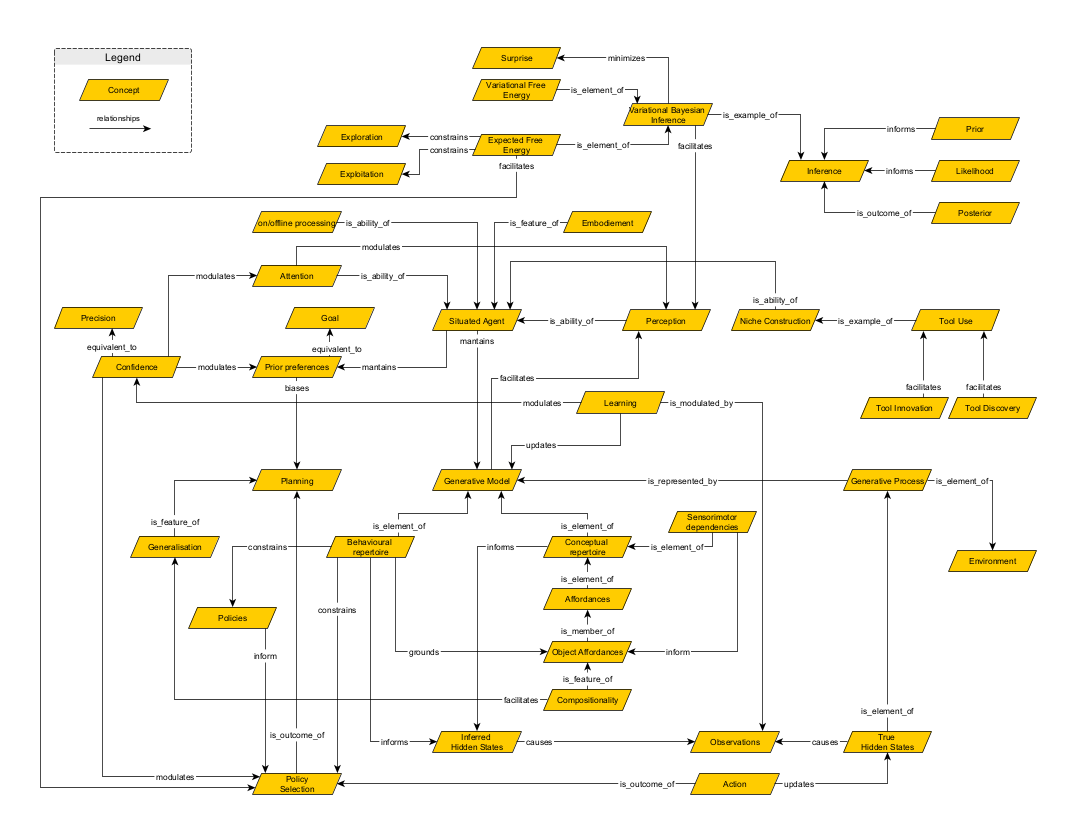 Legend
Concept
relationships
Surprise
minimizes
Variational Free
Energy
is_element_of
Variational Bayesian
Inference
is_example_of
Exploration
constrains
constrains
Expected Free
Energy
is_element_of
facilitates
facilitates
Exploitation
Prior
informs
Inference
informs
Likelihood
is_outcome_of
Posterior
on/offline processing
is_ability_of
is_feature_of
Embodiement
modulates
modulates
Attention
is_ability_of
is_ability_of
Precision
Goal
Situated Agent
is_ability_of
Perception
Niche Construction
is_example_of
Tool Use
equivalent_to
equivalent_to
mantains
Confidence
modulates
Prior preferences
mantains
biases
facilitates
facilitates
facilitates
modulates
Learning
is_modulated_by
Tool Innovation
Tool Discovery
updates
Planning
Generative Model
is_represented_by
Generative Process
is_element_of
is_feature_of
is_element_of
is_element_of
Sensorimotor
dependencies
Generalisation
constrains
Behavioural
repertoire
informs
Conceptual
repertoire
is_element_of
Environment
is_element_of
Affordances
constrains
Policies
is_member_of
inform
grounds
Object Affordances
inform
is_feature_of
facilitates
Compositionality
is_element_of
is_outcome_of
informs
Inferred
Hidden States
causes
Observations
causes
True
Hidden States
modulates
Policy
Selection
is_outcome_of
Action
updates